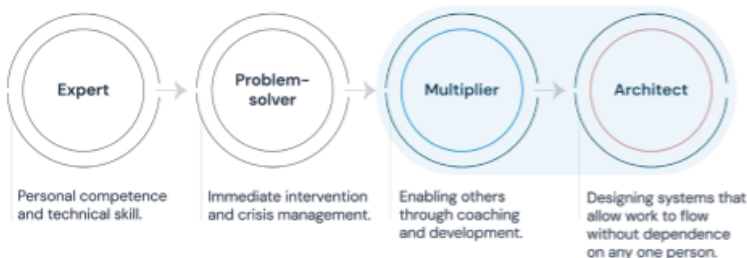 Expert
Problem-
solver
Multiplier
Architect
Personal competence
and technical skill.
Immediate intervention
and crisis management.
Enabling others
through coaching
and development.
Designing systems that
allow work to flow
without dependence
on any one person.